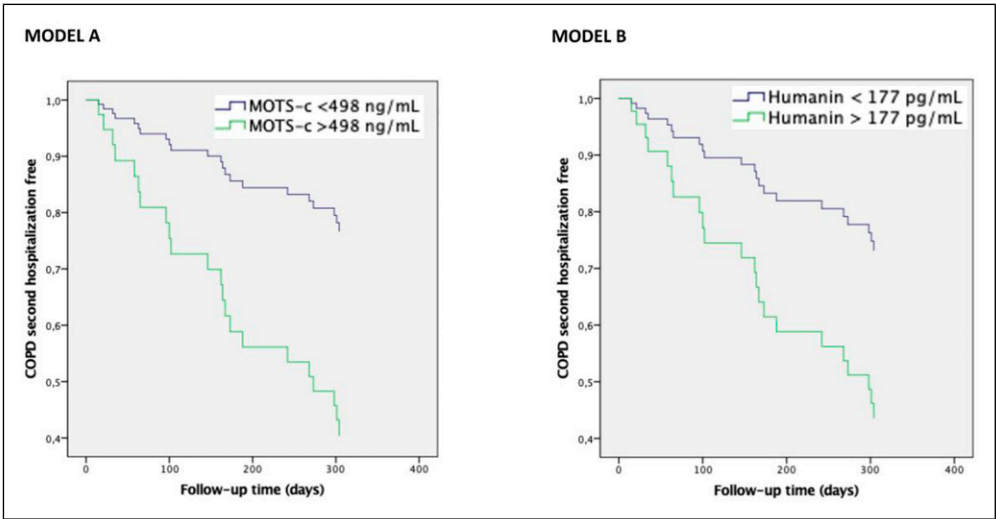 MODEL A
MOTS-c <498 ng/mL
MOTS-c >498 ng/mL
COPD second hospitalization free
1,0
0,9
0,8
0,7
0,6
0,5
0,4
0 100 200 300 400
Follow-up time (days)
MODEL B
Humanin < 177 pg/mL
Humanin > 177 pg/mL
COPD second hospitalization free
1,0
0,9
0,8
0,7
0,6
0,5
0,4
0 100 200 300 400
Follow-up time (days)